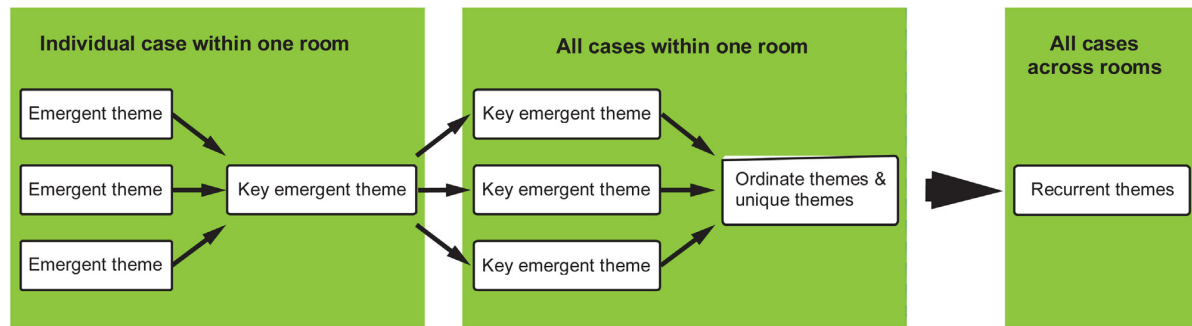 Individual case within one room
Emergent theme
Emergent theme
Emergent theme
Key emergent theme
All cases within one room
Key emergent theme
Key emergent theme
Key emergent theme
Ordinate themes &
unique themes
All cases
across rooms
Recurrent themes